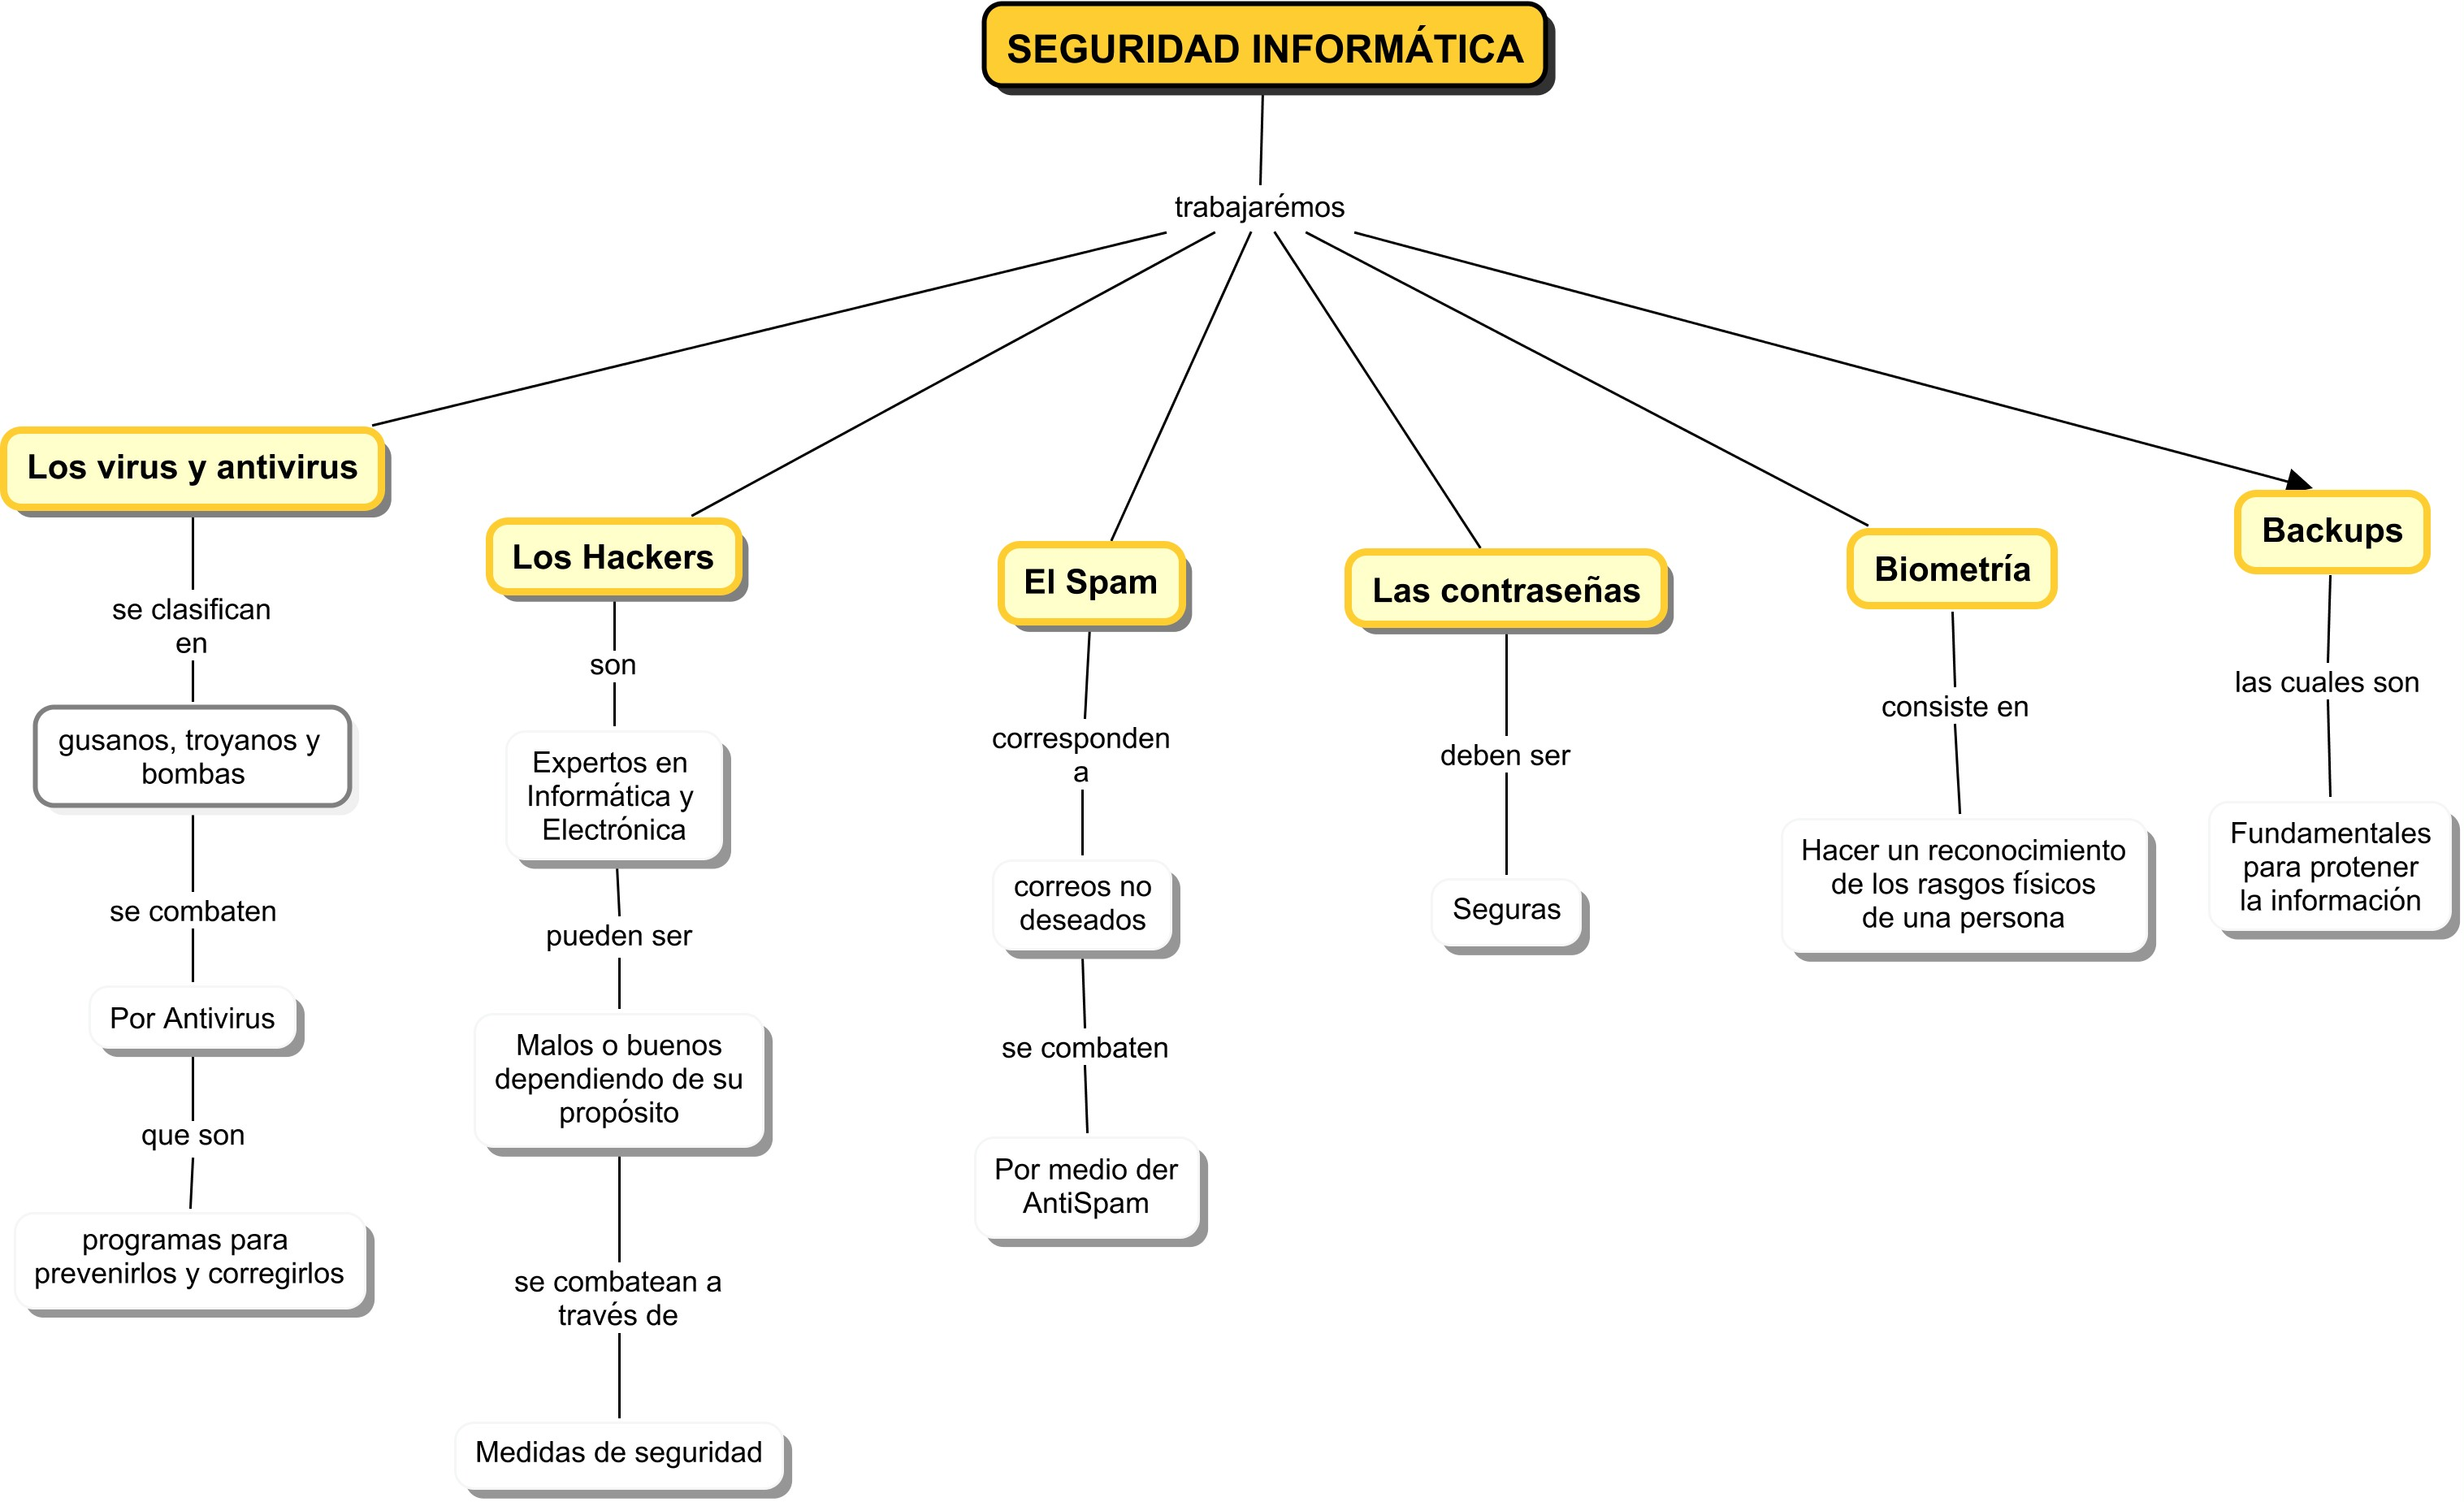 SEGURIDAD INFORMÁTICA
trabajarémos
Los virus y antivirus
se clasifican
en
gusanos, troyanos y
bombas
se combaten
Por Antivirus
que son
programas para
prevenirlos y corregirlos
Los Hackers
son
Expertos en
Informática y
Electrónica
pueden ser
Malos o buenos
dependiendo de su
propósito
se combatean a
través de
Medidas de seguridad
El Spam
corresponden
a
correos no
deseados
se combaten
Por medio der
AntiSpam
Las contraseñas
deben ser
Seguras
Biometría
consiste en
Hacer un reconocimiento
de los rasgos físicos
de una persona
Backups
las cuales son
Fundamentales
para protener
la información